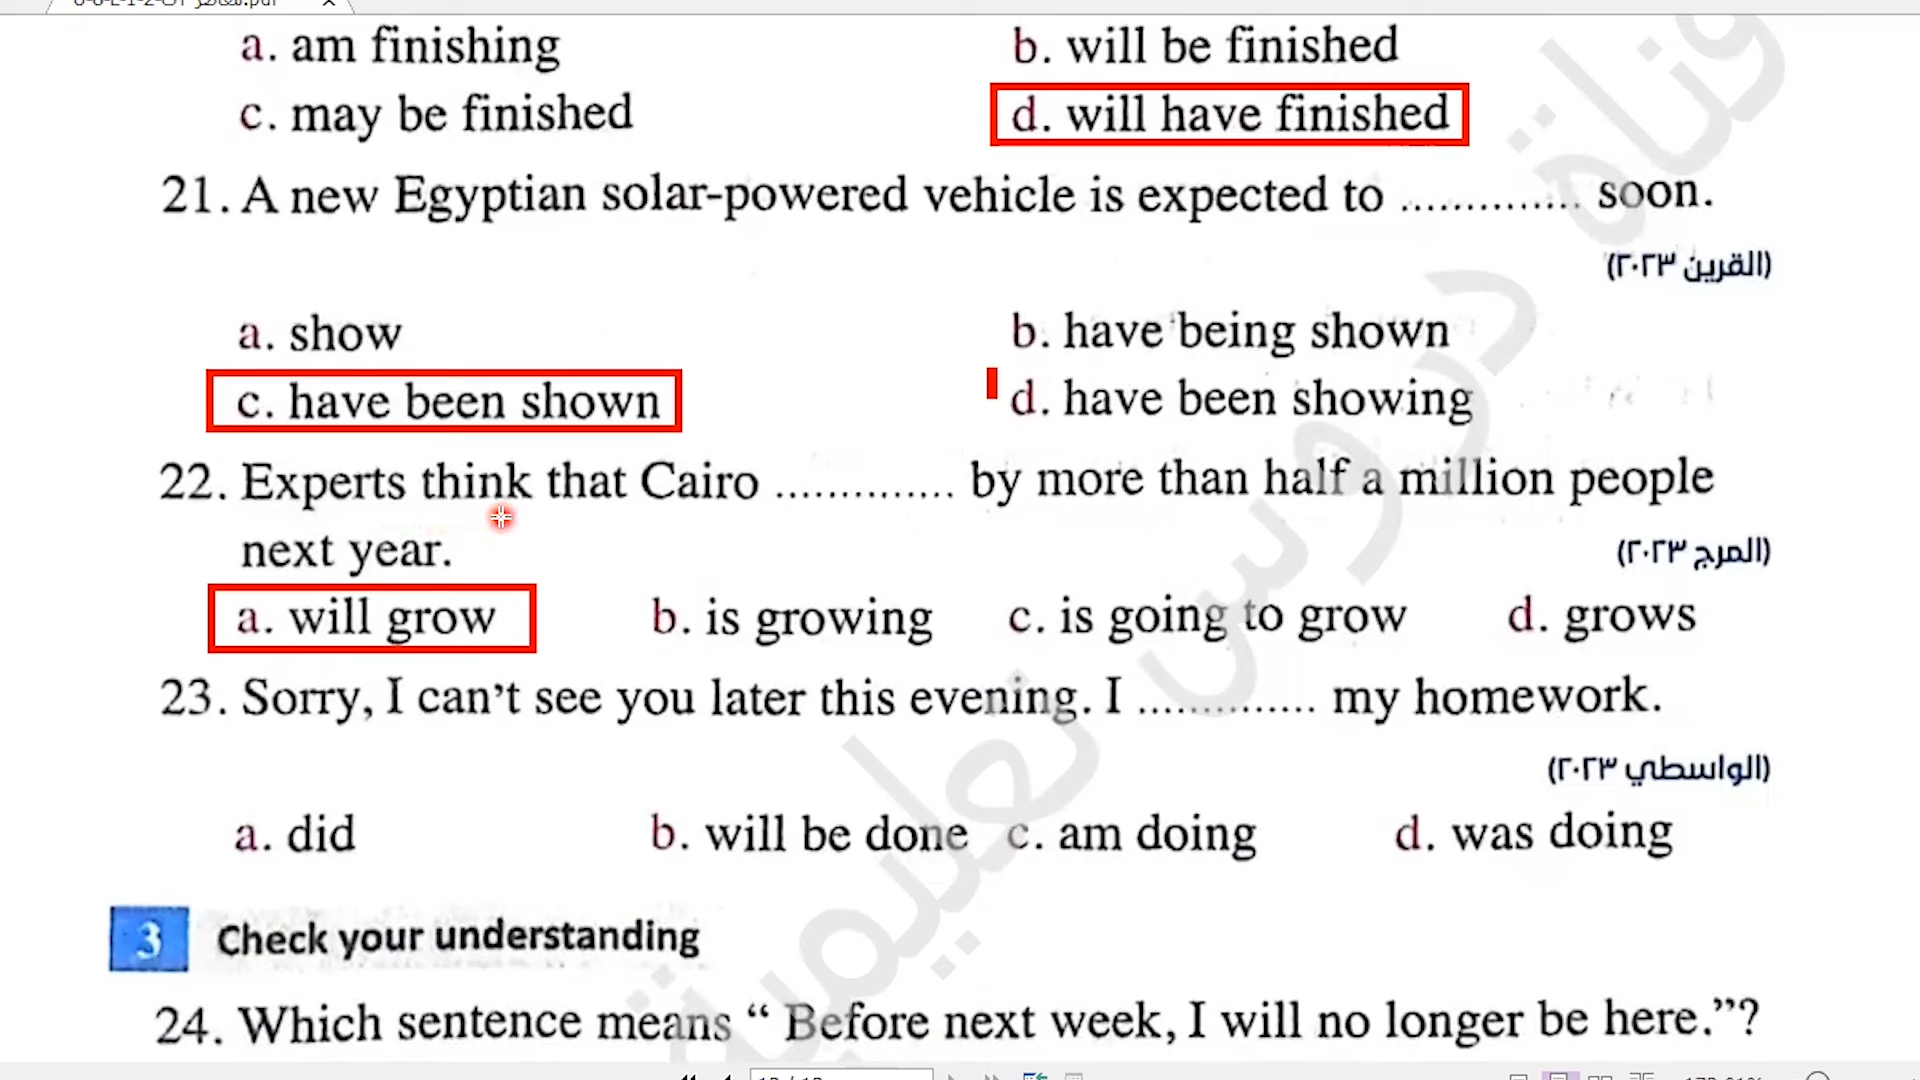 a. am finishing b. will be finished
c. may be finished d. will have finished
21. A new Egyptian solar-powered vehicle is expected to .............. soon.
(القرين ٢٠٢٣)
a. show b. have being shown
c. have been shown d. have been showing
22. Experts think that Cairo .............. by more than half a million people
next year. (المرج ٢٠٢٣)
a. will grow b. is growing c. is going to grow d. grows
23. Sorry, I can't see you later this evening. I .............. my homework.
(الواسطي ٢٠٢٣)
a. did b. will be done c. am doing d. was doing
3 Check your understanding
24. Which sentence means “ Before next week, I will no longer be here.”?
قناة دروس تعليمية